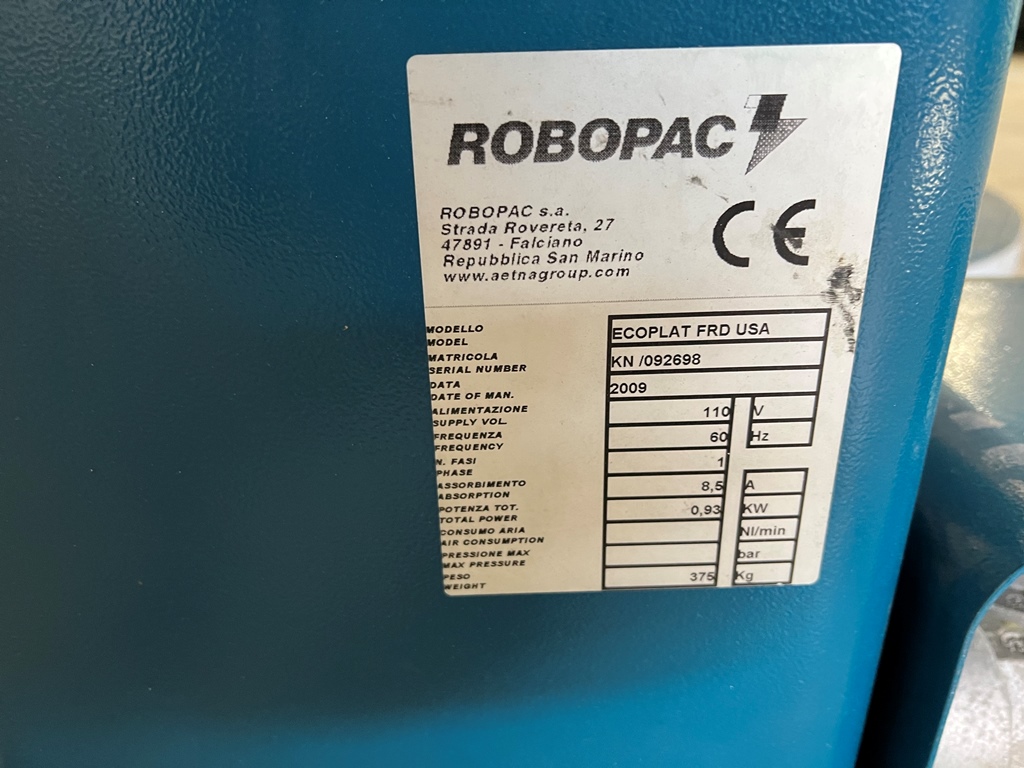 ROBOPAC
ROBOPAC s.a.
Strada Rovereta, 27
47891 - Falciano
Repubblica San Marino
www.aetnagroup.com
CE
MODELLO
MODEL
ECOPLAT FRD USA
MATRICOLA
SERIAL NUMBER
KN /092698
DATA
DATE OF MAN.
2009
ALIMENTAZIONE
SUPPLY VOL.
110 V
FREQUENZA
FREQUENCY
60 Hz
N. FASI
PHASE
1
ASSORBIMENTO
ABSORPTION
8,5 A
POTENZA TOT.
TOTAL POWER
0,93 KW
CONSUMO ARIA
AIR CONSUMPTION
Nl/min
PRESSIONE MAX
MAX PRESSURE
bar
PESO
WEIGHT
375 Kg